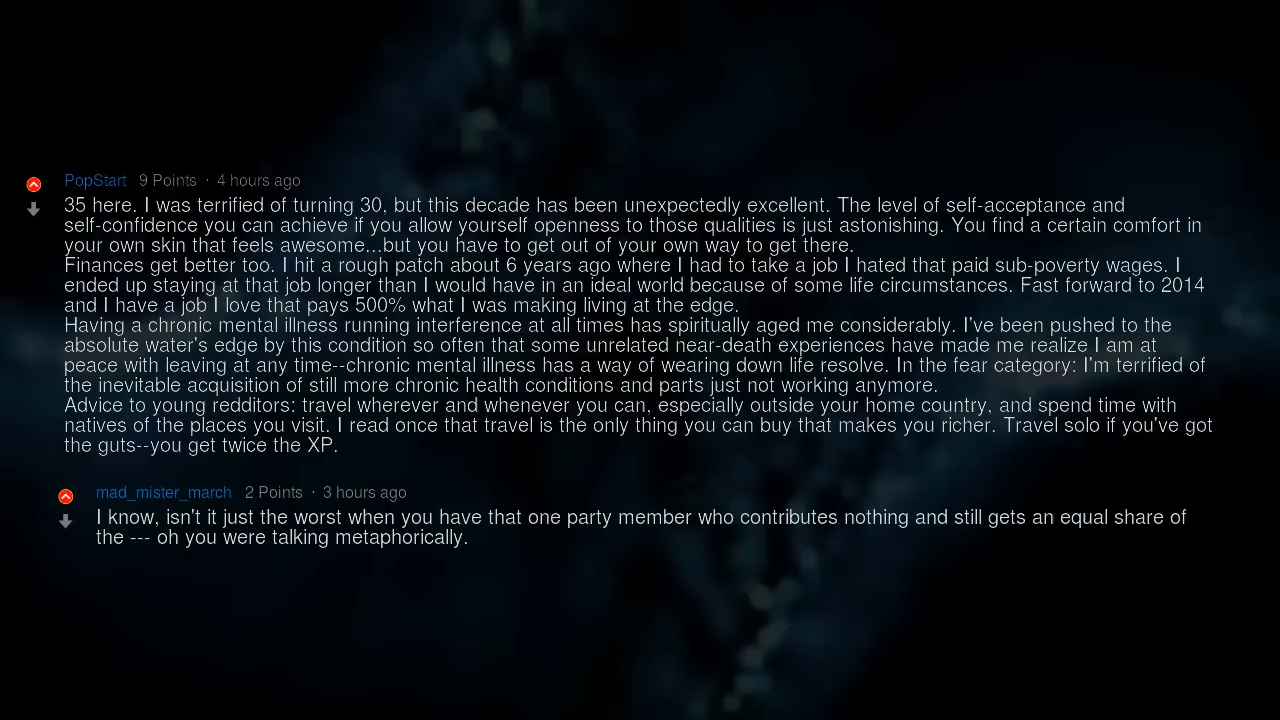 PopStart 9 Points · 4 hours ago
35 here. I was terrified of turning 30, but this decade has been unexpectedly excellent. The level of self-acceptance and
self-confidence you can achieve if you allow yourself openness to those qualities is just astonishing. You find a certain comfort in
your own skin that feels awesome...but you have to get out of your own way to get there.
Finances get better too. I hit a rough patch about 6 years ago where I had to take a job I hated that paid sub-poverty wages. I
ended up staying at that job longer than I would have in an ideal world because of some life circumstances. Fast forward to 2014
and I have a job I love that pays 500% what I was making living at the edge.
Having a chronic mental illness running interference at all times has spiritually aged me considerably. I've been pushed to the
absolute water's edge by this condition so often that some unrelated near-death experiences have made me realize I am at
peace with leaving at any time--chronic mental illness has a way of wearing down life resolve. In the fear category: I'm terrified of
the inevitable acquisition of still more chronic health conditions and parts just not working anymore.
Advice to young redditors: travel wherever and whenever you can, especially outside your home country, and spend time with
natives of the places you visit. I read once that travel is the only thing you can buy that makes you richer. Travel solo if you've got
the guts--you get twice the XP.
mad_mister_march 2 Points · 3 hours ago
I know, isn't it just the worst when you have that one party member who contributes nothing and still gets an equal share of
the --- oh you were talking metaphorically.